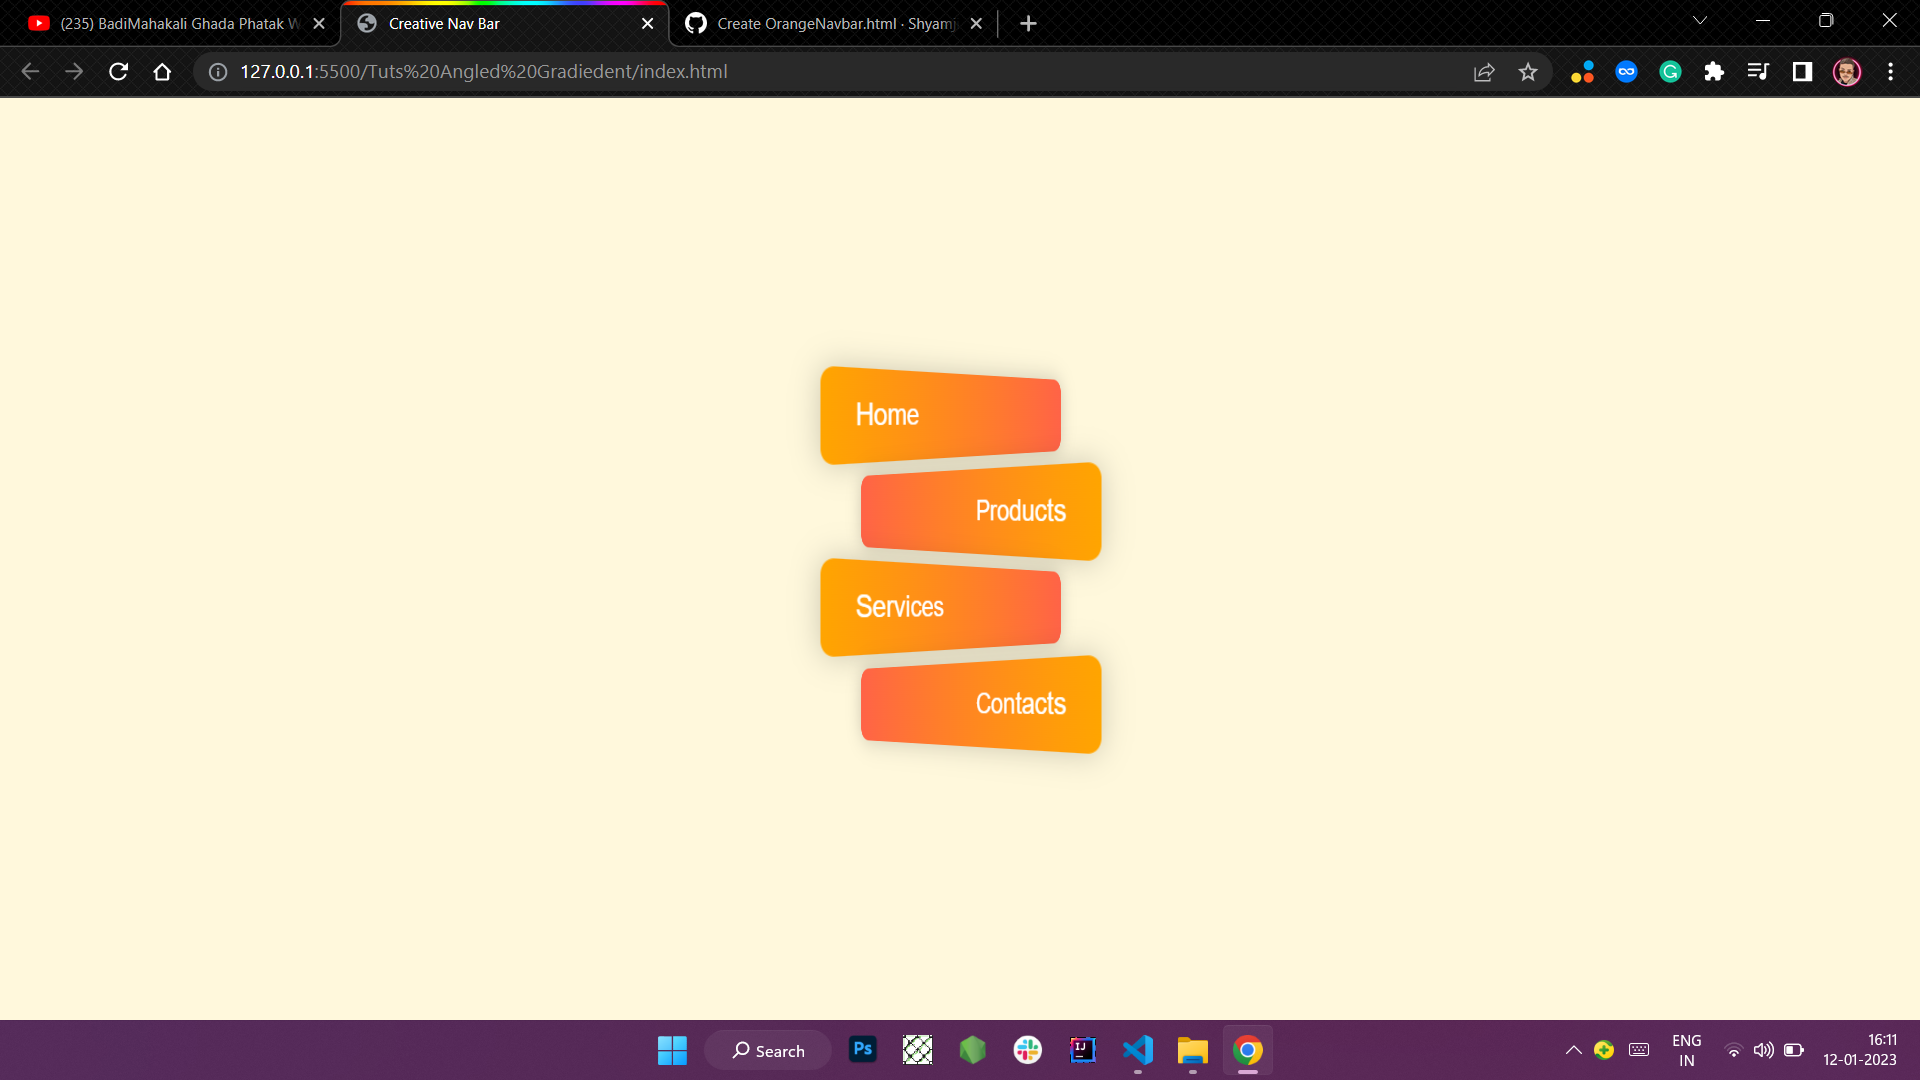 (235) BadiMahakali Ghada Phatak W
Creative Nav Bar
Create OrangeNavbar.html · Shyamj
127.0.0.1:5500/Tuts%20Angled%20Gradiedent/index.html
Home
Products
Services
Contacts
Search
Ps
IJ
ENG
IN
16:11
12-01-2023